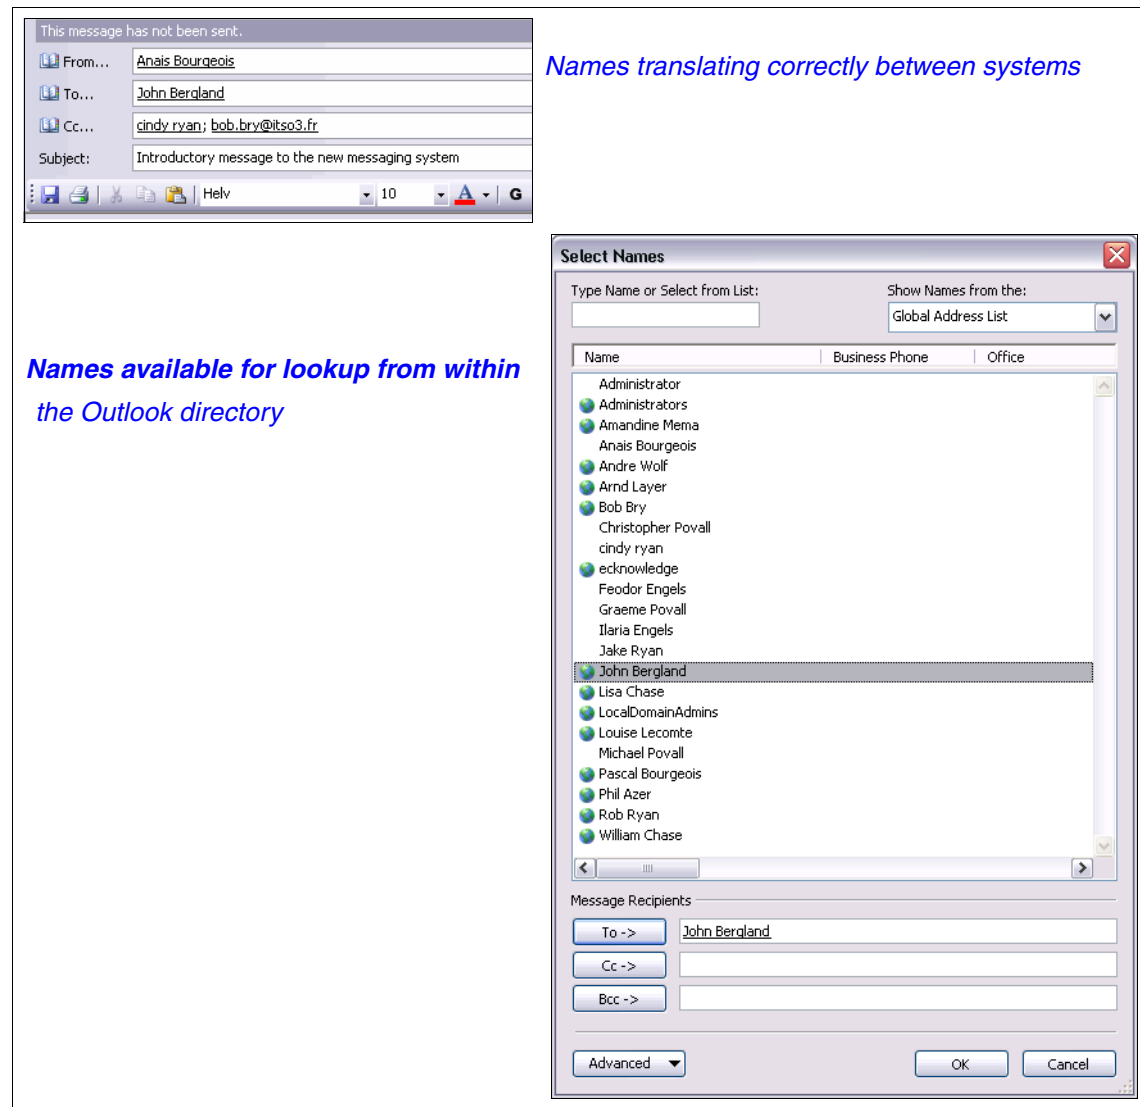 This message has not been sent.
From...
Anais Bourgeois
To...
John Bergland
Cc...
cindy ryan; bob.bry@itso3.fr
Subject:
Introductory message to the new messaging system
Helv 10 A G
Names translating correctly between systems
Names available for lookup from within
the Outlook directory
Select Names
Type Name or Select from List:
Show Names from the:
Global Address List
Name Business Phone Office
Administrator
Administrators
Amandine Mema
Anais Bourgeois
Andre Wolf
Arnd Layer
Bob Bry
Christopher Povall
cindy ryan
ecknowledge
Feodor Engels
Graeme Povall
Ilaria Engels
Jake Ryan
John Bergland
Lisa Chase
LocalDomainAdmins
Louise Lecomte
Michael Povall
Pascal Bourgeois
Phil Azer
Rob Ryan
William Chase
Message Recipients
To ->
John Bergland
Cc ->
Bcc ->
Advanced
OK
Cancel